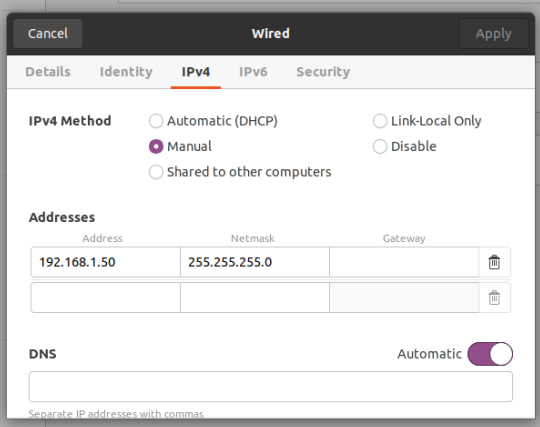 Cancel Wired Apply
Details Identity IPv4 IPv6 Security
IPv4 Method Automatic (DHCP) Link-Local Only
Manual Disable
Shared to other computers
Addresses
Address Netmask Gateway
192.168.1.50 255.255.255.0
DNS Automatic
Separate IP addresses with commas